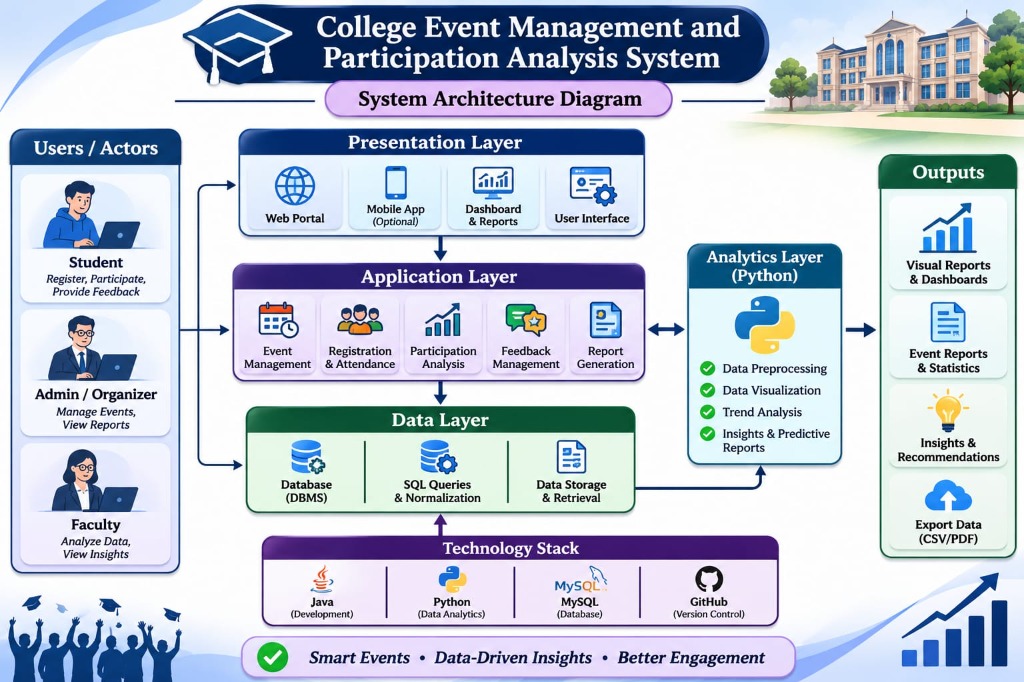 College Event Management and
Participation Analysis System
System Architecture Diagram
Users / Actors
Student
Register, Participate,
Provide Feedback
Admin / Organizer
Manage Events,
View Reports
Faculty
Analyze Data,
View Insights
Presentation Layer
Web Portal
Mobile App
(Optional)
Dashboard
& Reports
User Interface
Application Layer
Event
Management
Registration
& Attendance
Participation
Analysis
Feedback
Management
Report
Generation
Data Layer
Database
(DBMS)
SQL Queries
& Normalization
Data Storage
& Retrieval
Technology Stack
Java
(Development)
Python
(Data Analytics)
MySQL
MySQL
(Database)
GitHub
(Version Control)
Analytics Layer
(Python)
Data Preprocessing
Data Visualization
Trend Analysis
Insights & Predictive
Reports
Outputs
Visual Reports
& Dashboards
Event Reports
& Statistics
Insights &
Recommendations
Export Data
(CSV/PDF)
Smart Events • Data-Driven Insights • Better Engagement